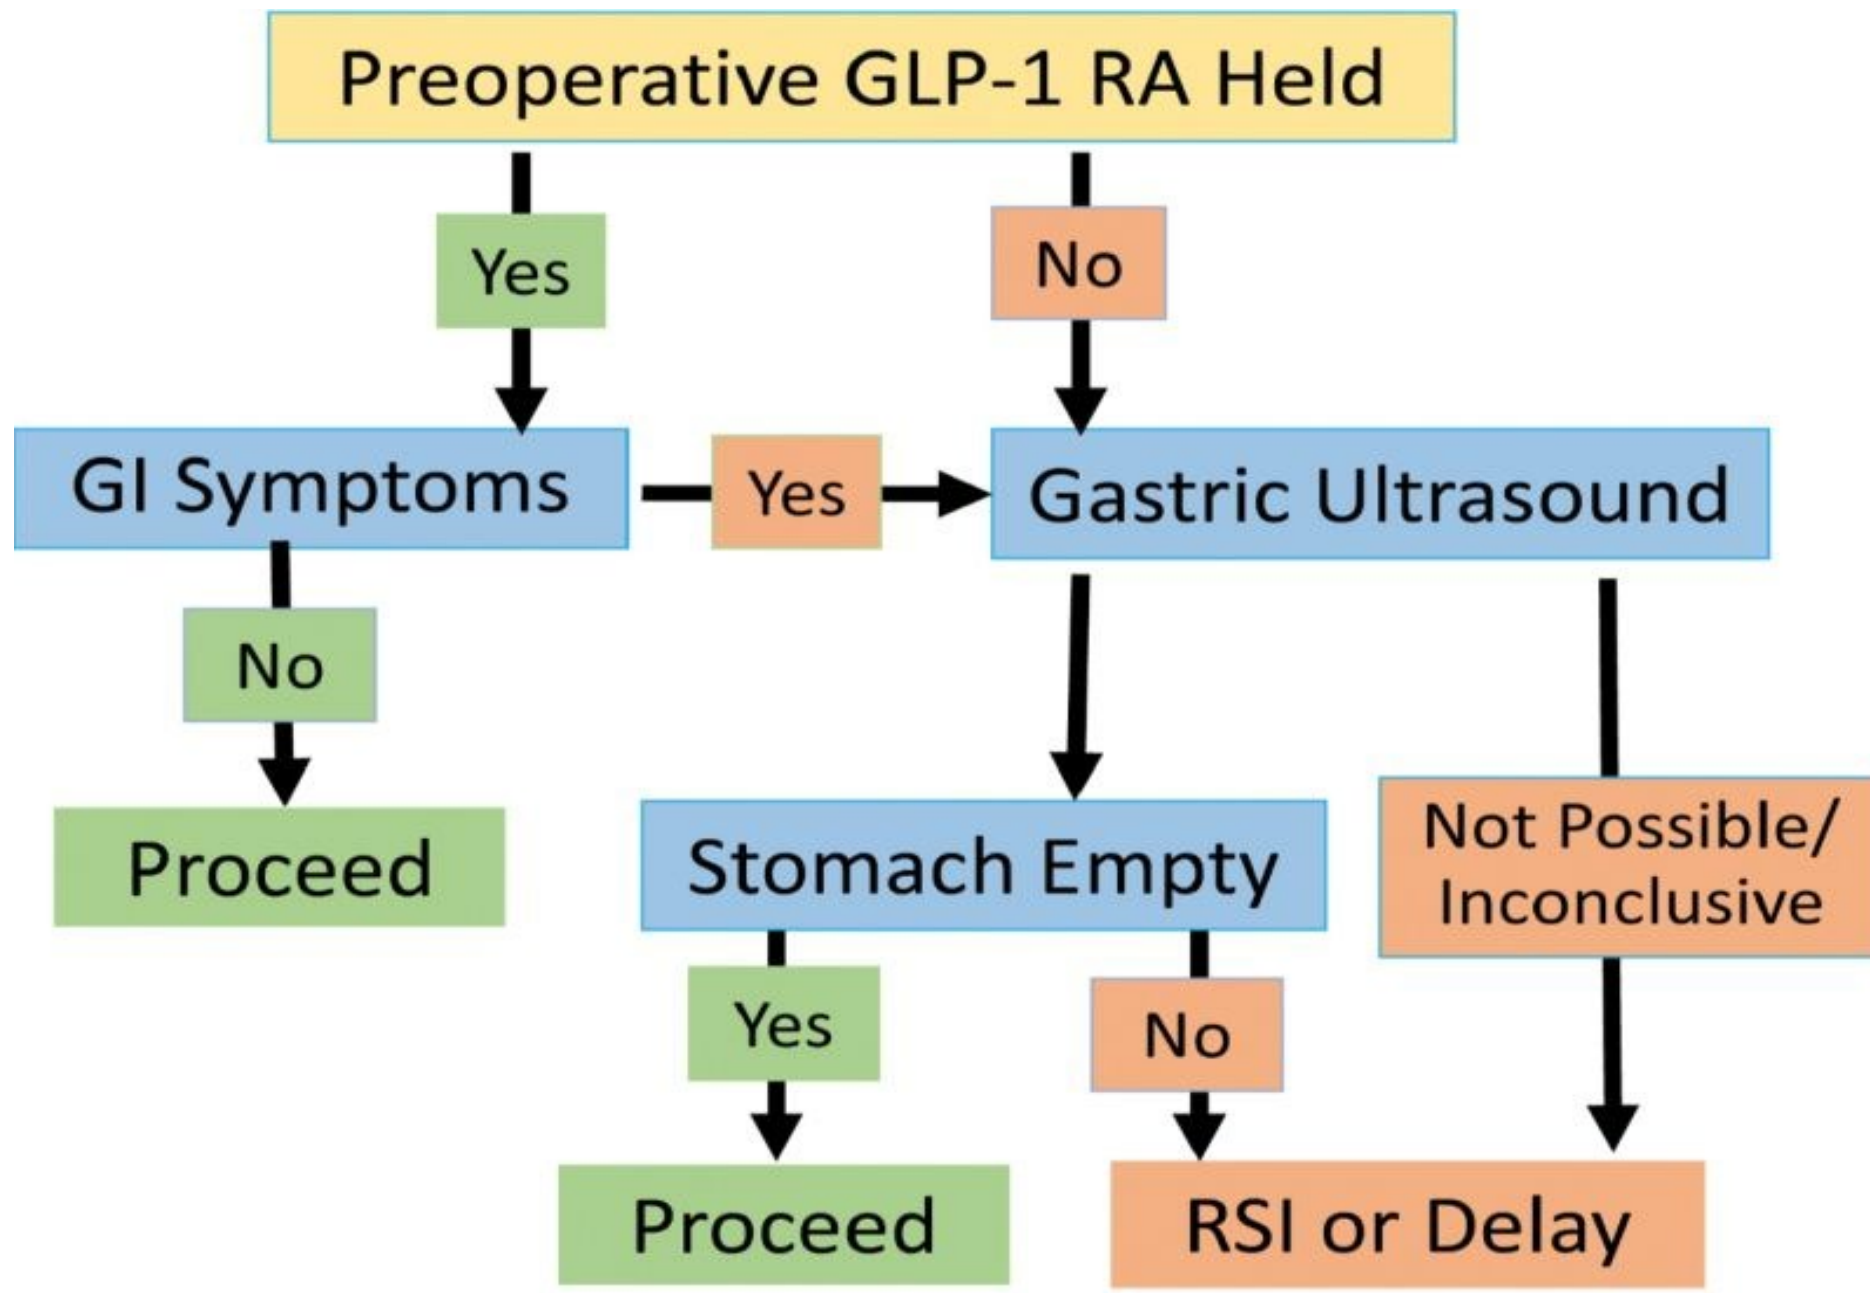 Preoperative GLP-1 RA Held
Yes
No
GI Symptoms
Yes
Gastric Ultrasound
No
Proceed
Stomach Empty
Not Possible/
Inconclusive
Yes
No
Proceed
RSI or Delay